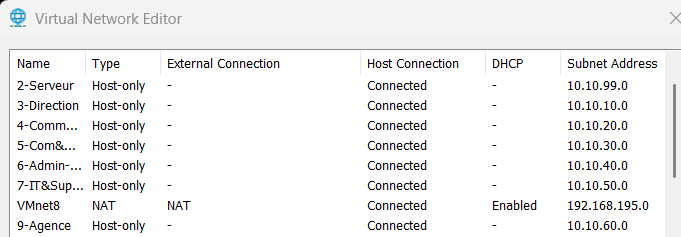 Virtual Network Editor
Name Type External Connection Host Connection DHCP Subnet Address
2-Serveur Host-only - Connected - 10.10.99.0
3-Direction Host-only - Connected - 10.10.10.0
4-Comm... Host-only - Connected - 10.10.20.0
5-Com&... Host-only - Connected - 10.10.30.0
6-Admin-... Host-only - Connected - 10.10.40.0
7-IT&Sup... Host-only - Connected - 10.10.50.0
VMnet8 NAT NAT Connected Enabled 192.168.195.0
9-Agence Host-only - Connected - 10.10.60.0